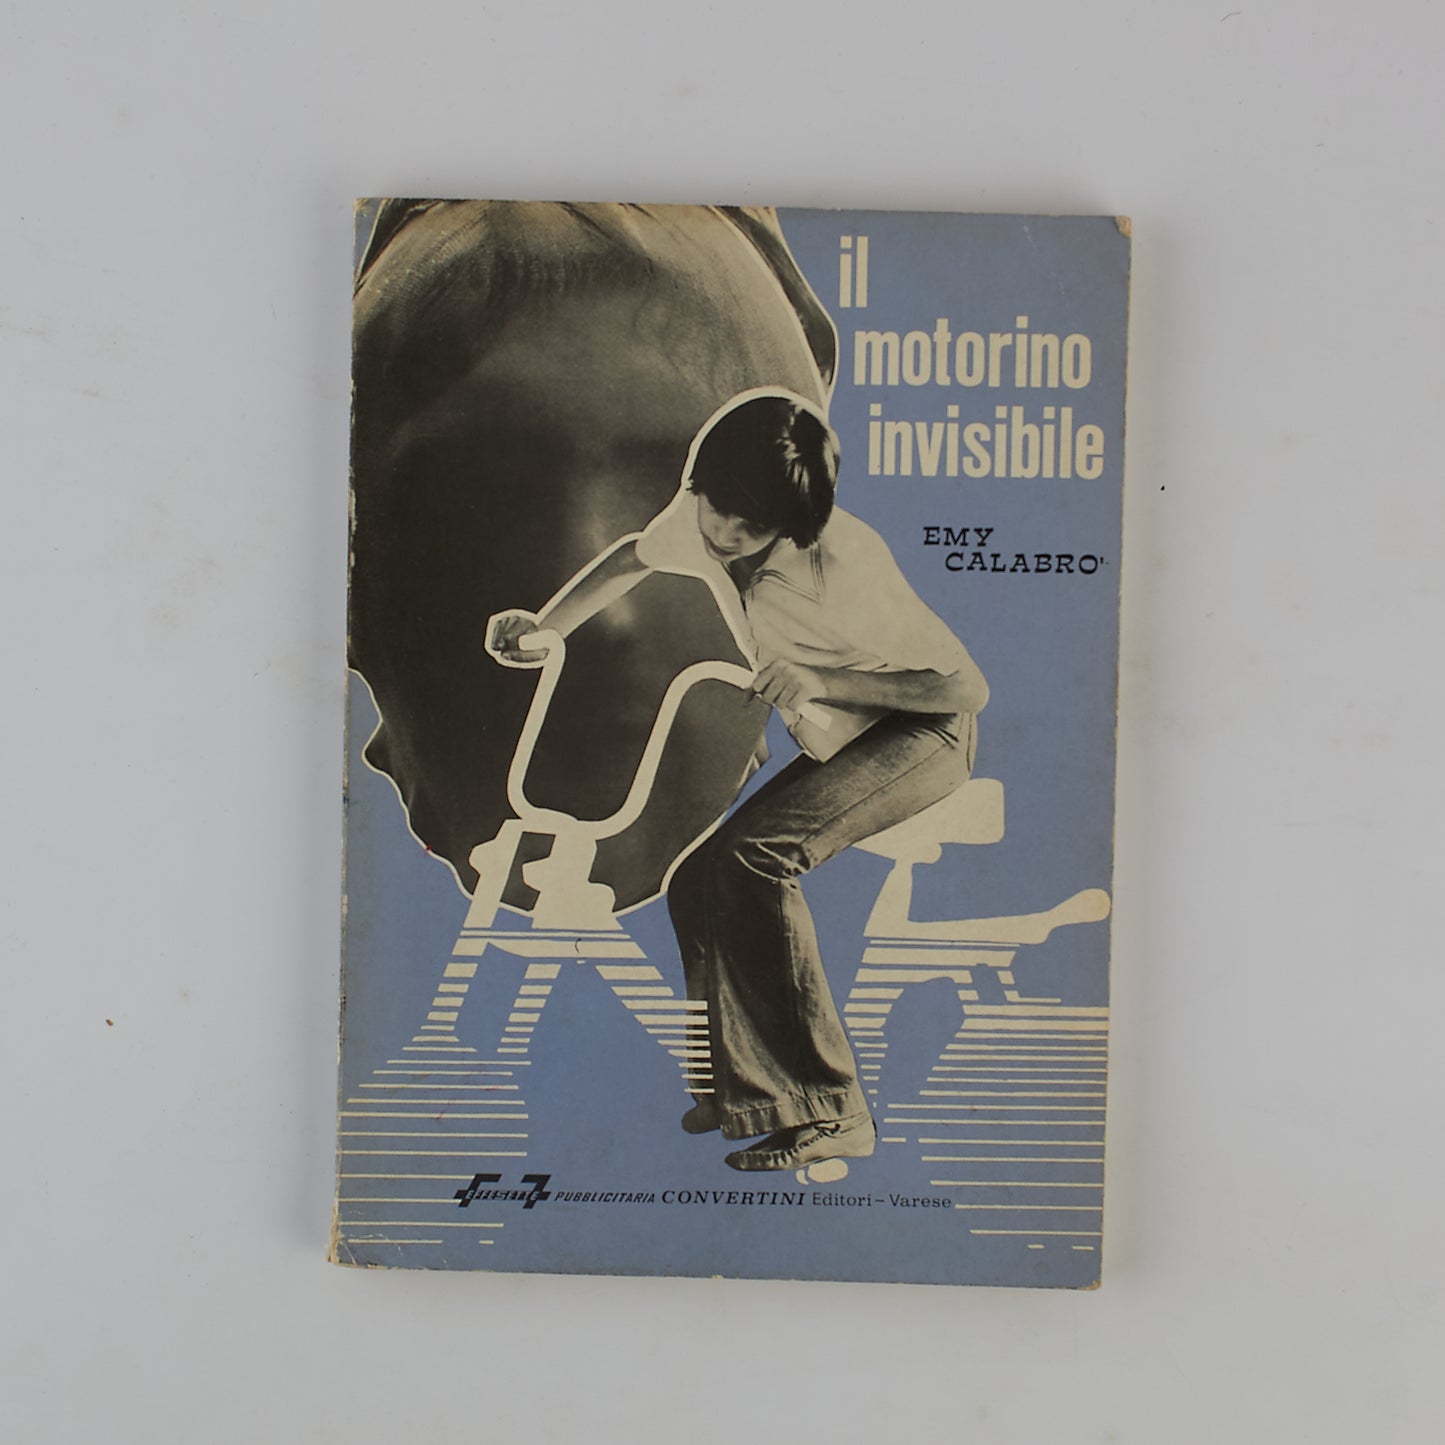 il
motorino
invisibile
EMY
CALABRO'
EFFESETTE PUBBLICITARIA CONVERTINI Editori – Varese